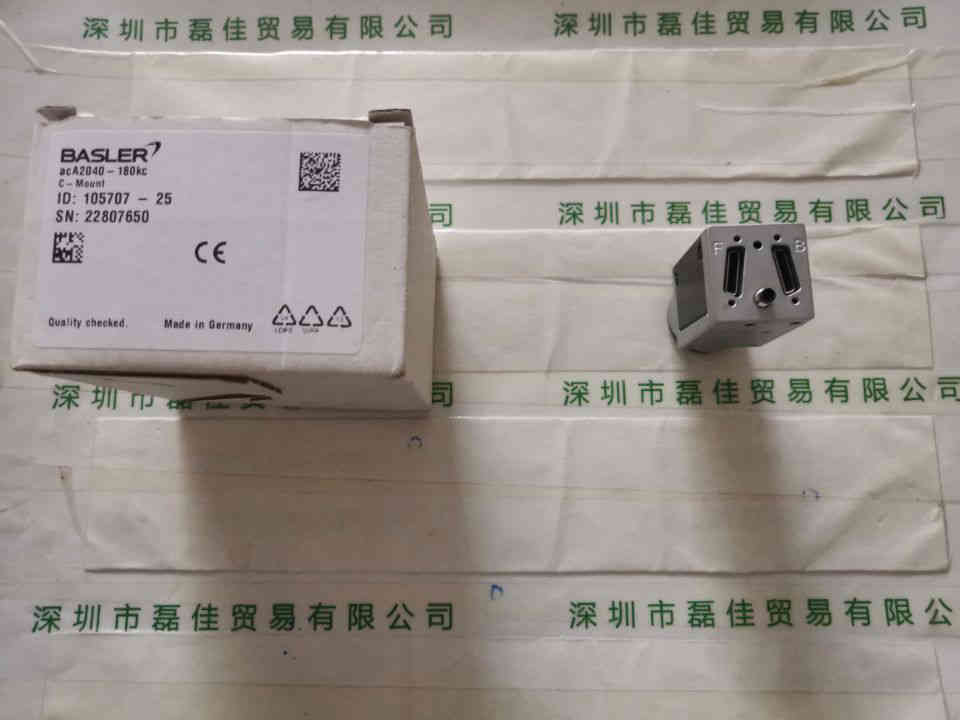 深圳市磊佳贸易有限公司
深圳市磊佳贸易有限公司
BASLER
acA2040-180kc
C-Mount
ID: 105707 - 25
SN: 22807650
CE
Quality checked.
Made in Germany
司
深圳市磊佳贸易有限公司
F
B
深圳市
司
深圳市磊佳贸易有限公
深圳市磊佳贸易有限公司
深圳市磊佳贸易有限公